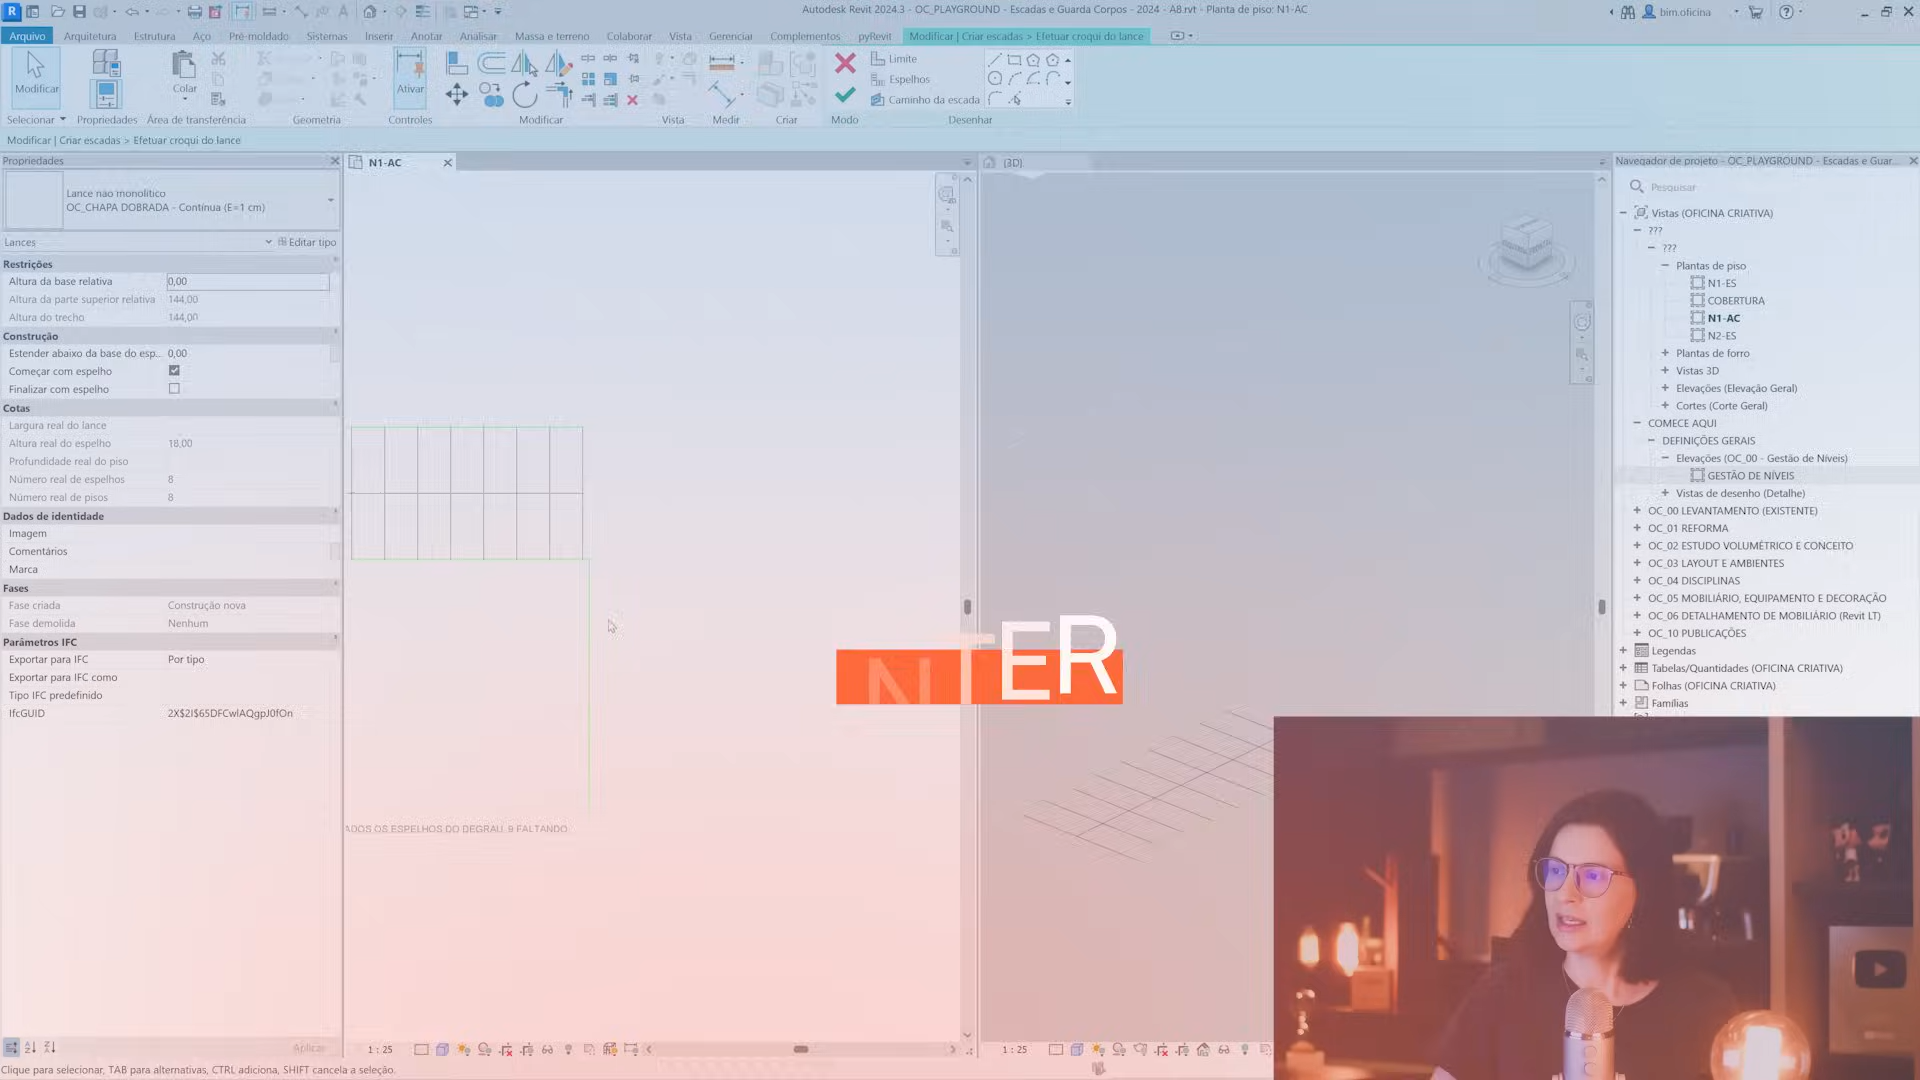 Autodesk Revit 2024.3 - OC_PLAYGROUND - Escadas e Guarda Corpos - 2024 - A8.rvt - Planta de piso: N1-AC
bim.oficina
Arquivo Arquitetura Estrutura Aço Pré-moldado Sistemas Inserir Anotar Analisar Massa e terreno Colaborar Vista Gerenciar Complementos pyRevit Modificar | Criar escadas > Efetuar croqui do lance
Modificar Colar Ativar
Limite
Espelhos
Caminho da escada
Selecionar Propriedades Área de transferência Geometria Controles Modificar Vista Medir Criar Modo Desenhar
Modificar | Criar escadas > Efetuar croqui do lance
Propriedades
Lance não monolítico
OC_CHAPA DOBRADA - Contínua (E=1 cm)
Lances Editar tipo
Restrições
Altura da base relativa 0,00
Altura da parte superior relativa 144,00
Altura do trecho 144,00
Construção
Estender abaixo da base do esp... 0,00
Começar com espelho
Finalizar com espelho
Cotas
Largura real do lance
Altura real do espelho 18,00
Profundidade real do piso
Número real de espelhos 8
Número real de pisos 8
Dados de identidade
Imagem
Comentários
Marca
Fases
Fase criada Construção nova
Fase demolida Nenhum
Parâmetros IFC
Exportar para IFC Por tipo
Exportar para IFC como
Tipo IFC predefinido
IfcGUID 2X$2I$65DFCwlAQgpJ0fOn
Aplicar
N1-AC
ADOS OS ESPELHOS DO DEGRAU, 9 FALTANDO
1 : 25
{3D}
1 : 25
NTER
Navegador de projeto - OC_PLAYGROUND - Escadas e Guar...
Pesquisar
Vistas (OFICINA CRIATIVA)
???
???
Plantas de piso
N1-ES
COBERTURA
N1-AC
N2-ES
Plantas de forro
Vistas 3D
Elevações (Elevação Geral)
Cortes (Corte Geral)
COMECE AQUI
DEFINIÇÕES GERAIS
Elevações (OC_00 - Gestão de Níveis)
GESTÃO DE NÍVEIS
Vistas de desenho (Detalhe)
OC_00 LEVANTAMENTO (EXISTENTE)
OC_01 REFORMA
OC_02 ESTUDO VOLUMÉTRICO E CONCEITO
OC_03 LAYOUT E AMBIENTES
OC_04 DISCIPLINAS
OC_05 MOBILIÁRIO, EQUIPAMENTO E DECORAÇÃO
OC_06 DETALHAMENTO DE MOBILIÁRIO (Revit LT)
OC_10 PUBLICAÇÕES
Legendas
Tabelas/Quantidades (OFICINA CRIATIVA)
Folhas (OFICINA CRIATIVA)
Famílias
Clique para selecionar, TAB para alternativas, CTRL adiciona, SHIFT cancela a seleção.